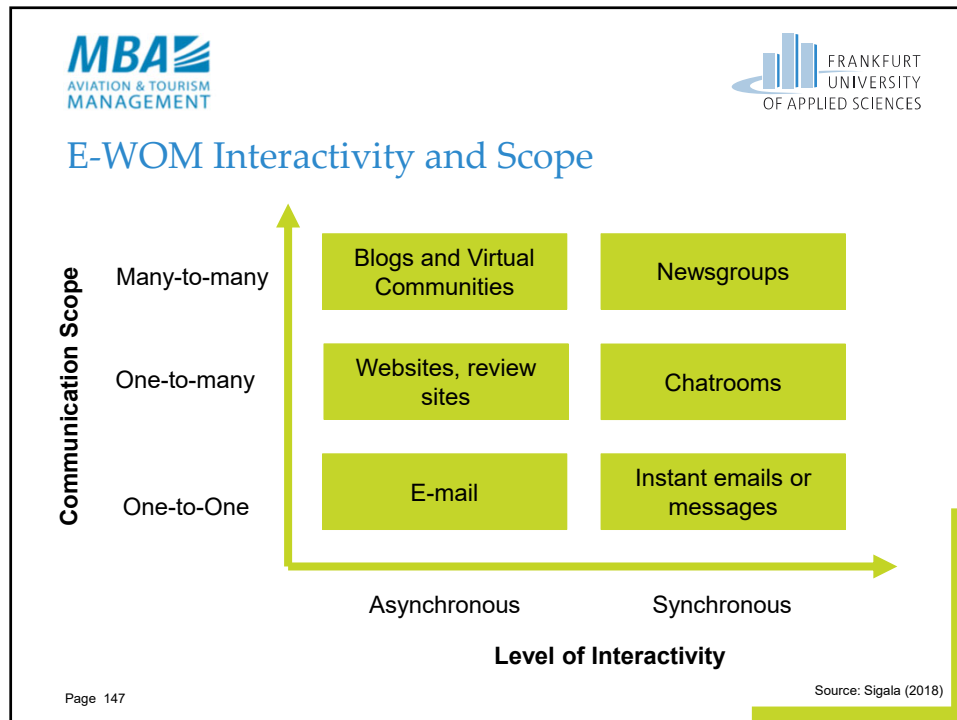 MBA
AVIATION & TOURISM
MANAGEMENT
FRANKFURT
UNIVERSITY
OF APPLIED SCIENCES
E-WOM Interactivity and Scope
Communication Scope
Many-to-many
Blogs and Virtual
Communities
Newsgroups
One-to-many
Websites, review
sites
Chatrooms
One-to-One
E-mail
Instant emails or
messages
Asynchronous
Synchronous
Level of Interactivity
Page 147
Source: Sigala (2018)